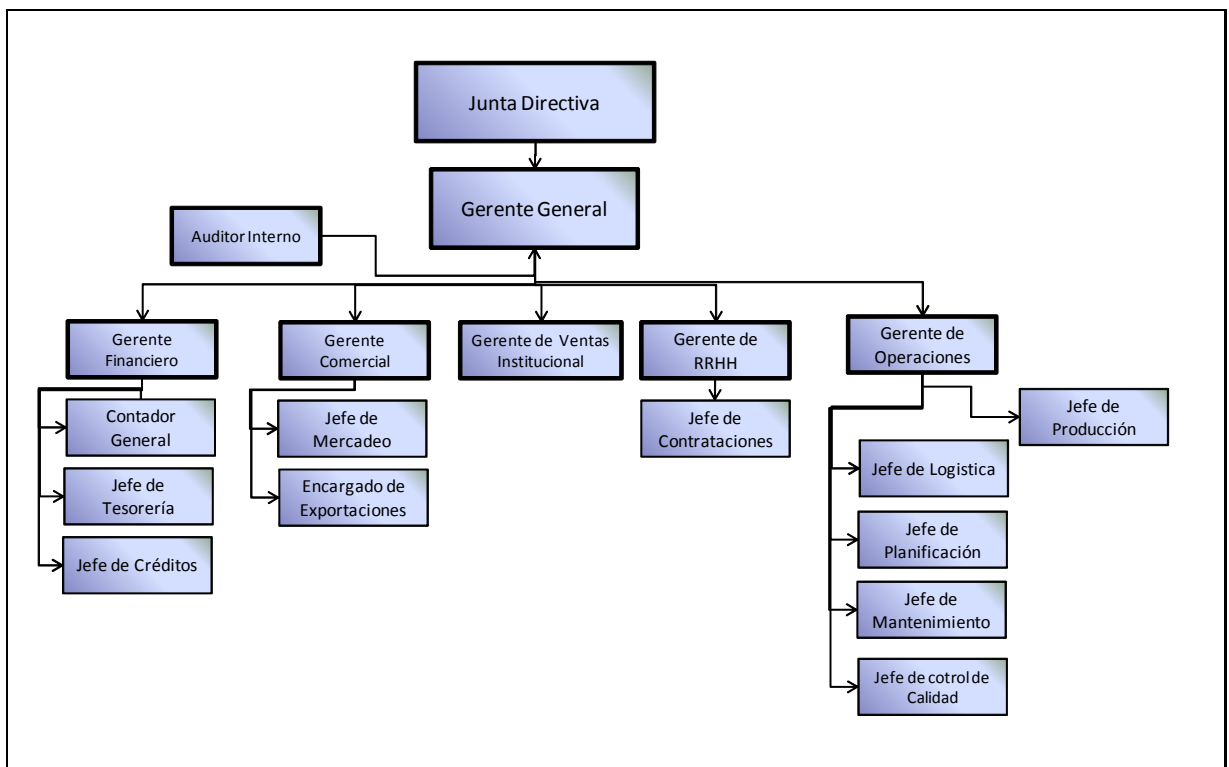 Junta Directiva
Gerente General
Auditor Interno
Gerente
Financiero
Gerente
Comercial
Gerente de Ventas
Institucional
Gerente de
RRHH
Gerente de
Operaciones
Contador
General
Jefe de
Tesorería
Jefe de Créditos
Jefe de
Mercadeo
Encargado de
Exportaciones
Jefe de
Contrataciones
Jefe de
Producción
Jefe de Logistica
Jefe de
Planificación
Jefe de
Mantenimiento
Jefe de cotrol de
Calidad